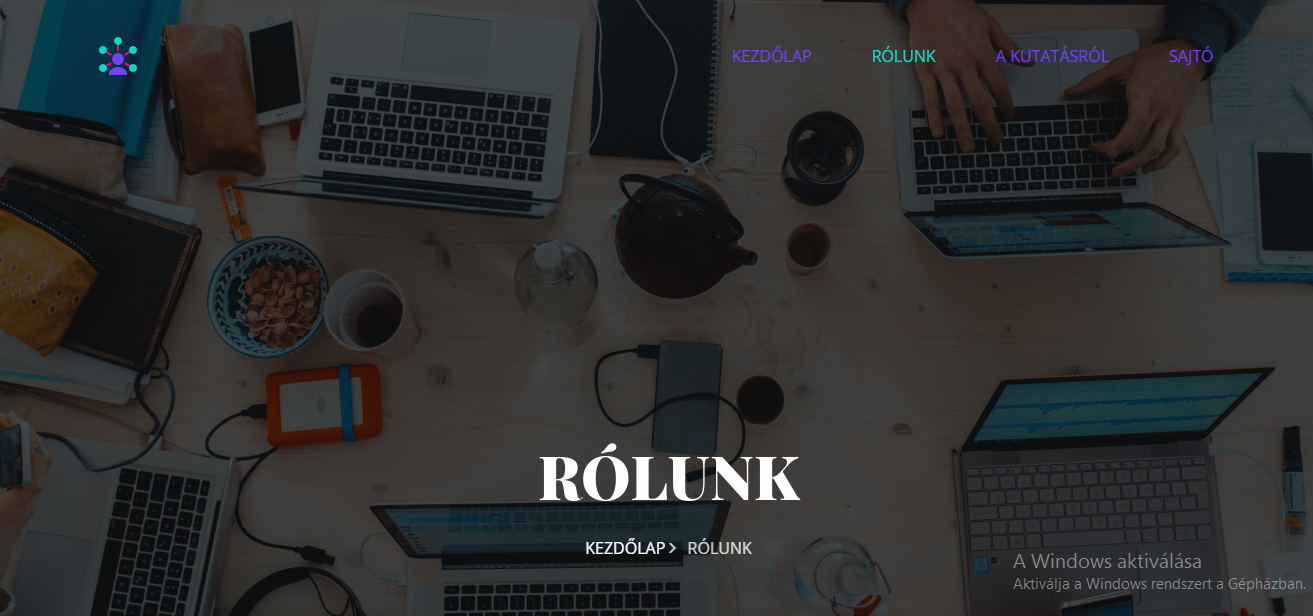 KEZDŐLAP RÓLUNK A KUTATÁSRÓL SAJTÓ
RÓLUNK
KEZDŐLAP > RÓLUNK
A Windows aktiválása
Aktiválja a Windows rendszert a Gépházban.